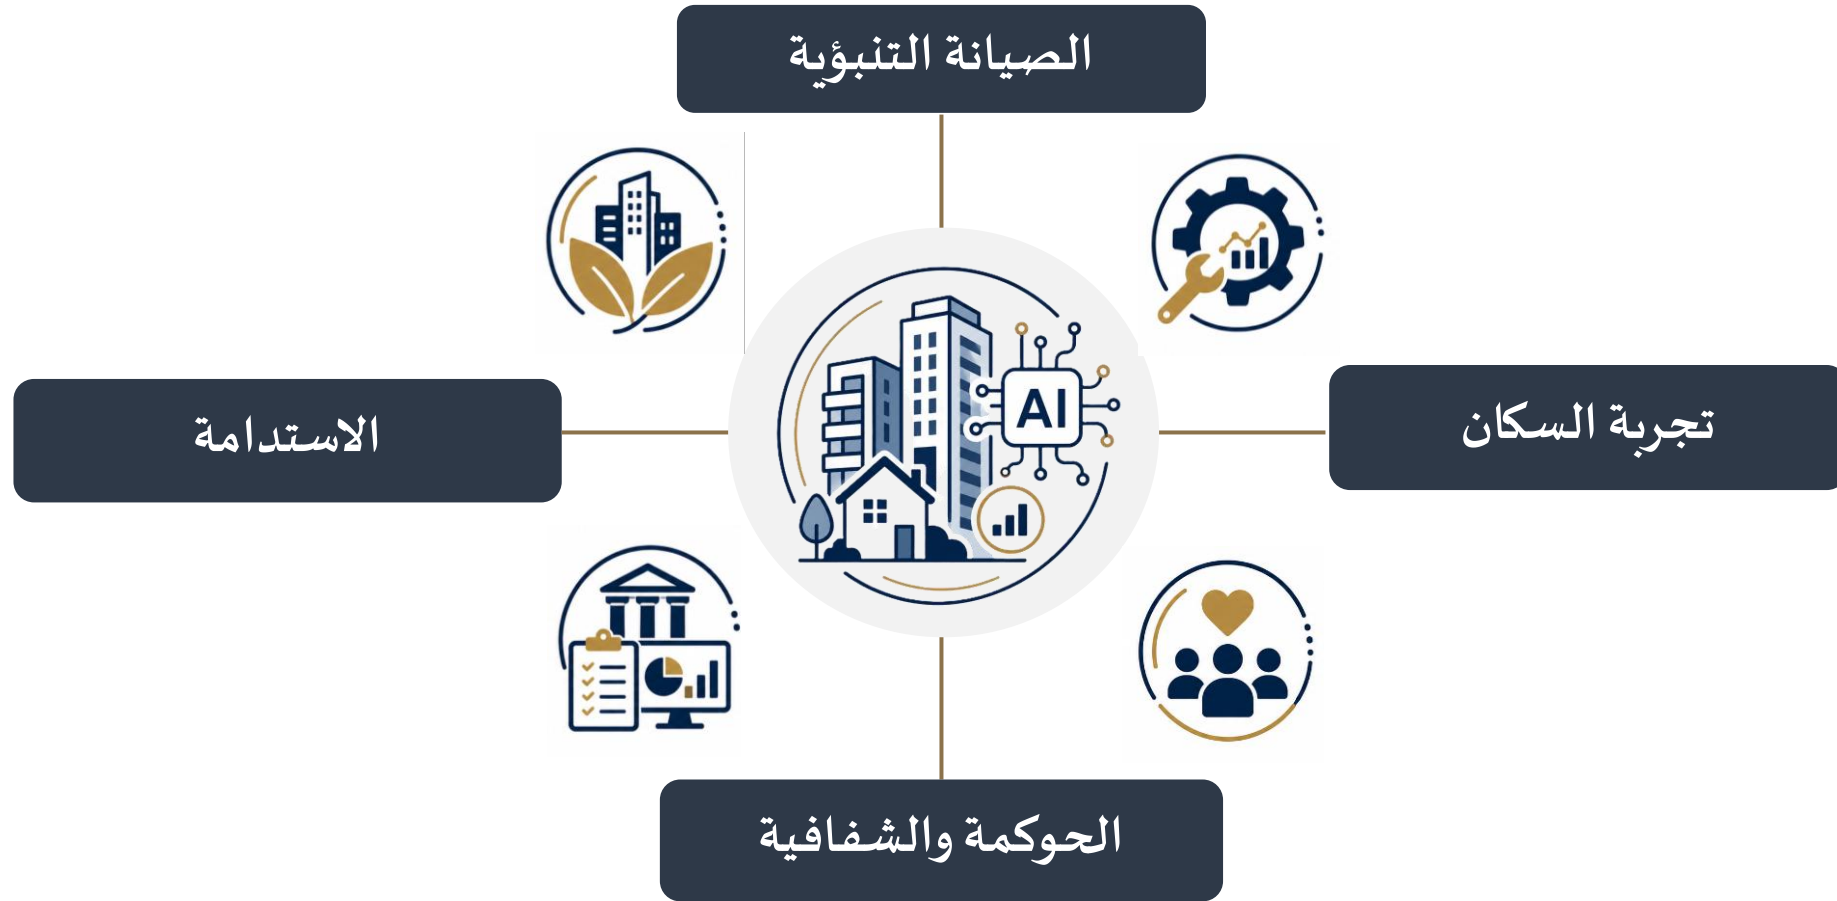 الصيانة التنبؤية
تجربة السكان
AI
الاستدامة
الحوكمة والشفافية